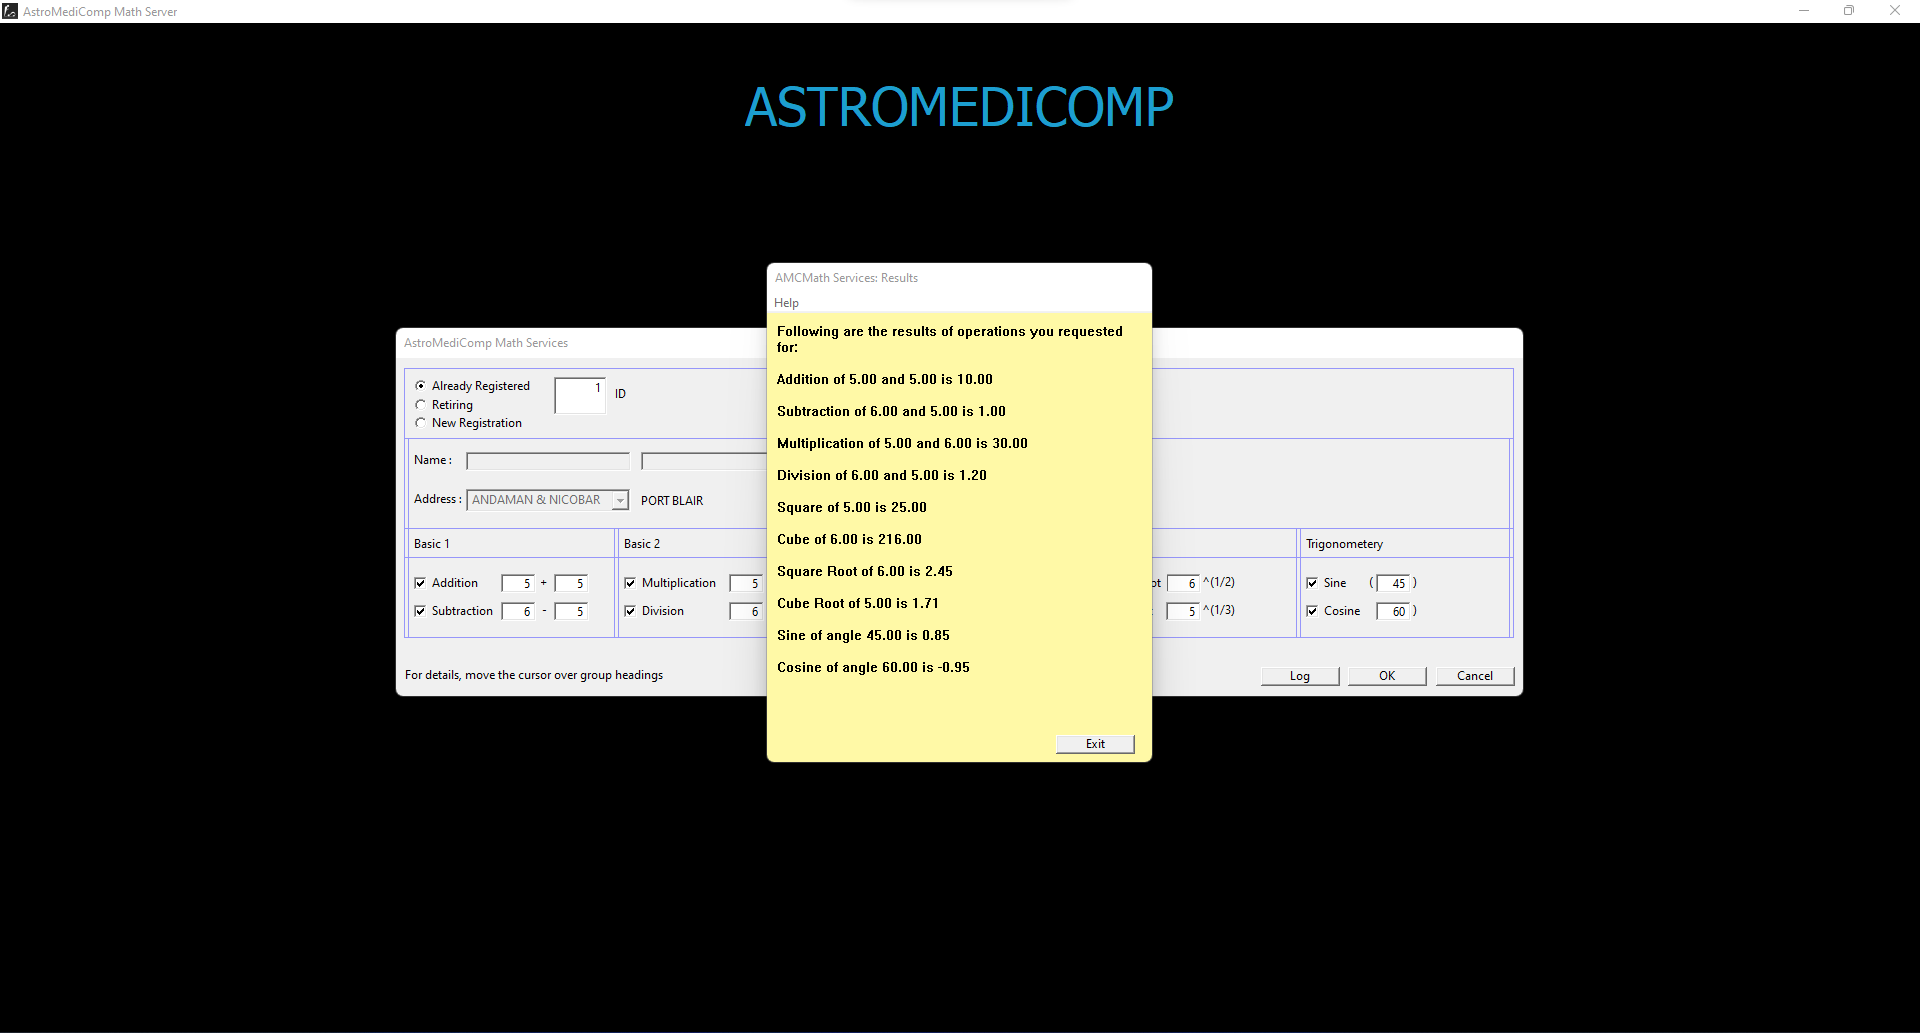 AstroMediComp Math Server
ASTROMEDICOMP
AMCMath Services: Results
Help
Following are the results of operations you requested
for:
Addition of 5.00 and 5.00 is 10.00
Subtraction of 6.00 and 5.00 is 1.00
Multiplication of 5.00 and 6.00 is 30.00
Division of 6.00 and 5.00 is 1.20
Square of 5.00 is 25.00
Cube of 6.00 is 216.00
Square Root of 6.00 is 2.45
Cube Root of 5.00 is 1.71
Sine of angle 45.00 is 0.85
Cosine of angle 60.00 is -0.95
Exit
AstroMediComp Math Services
Already Registered 1 ID
Retiring
New Registration
Name :
Address : ANDAMAN & NICOBAR PORT BLAIR
Basic 1 Basic 2 Trigonometery
Addition 5 + 5 Multiplication 5 ot 6 ^(1/2) Sine ( 45 )
Subtraction 6 - 5 Division 6 5 ^(1/3) Cosine 60 )
For details, move the cursor over group headings
Log OK Cancel